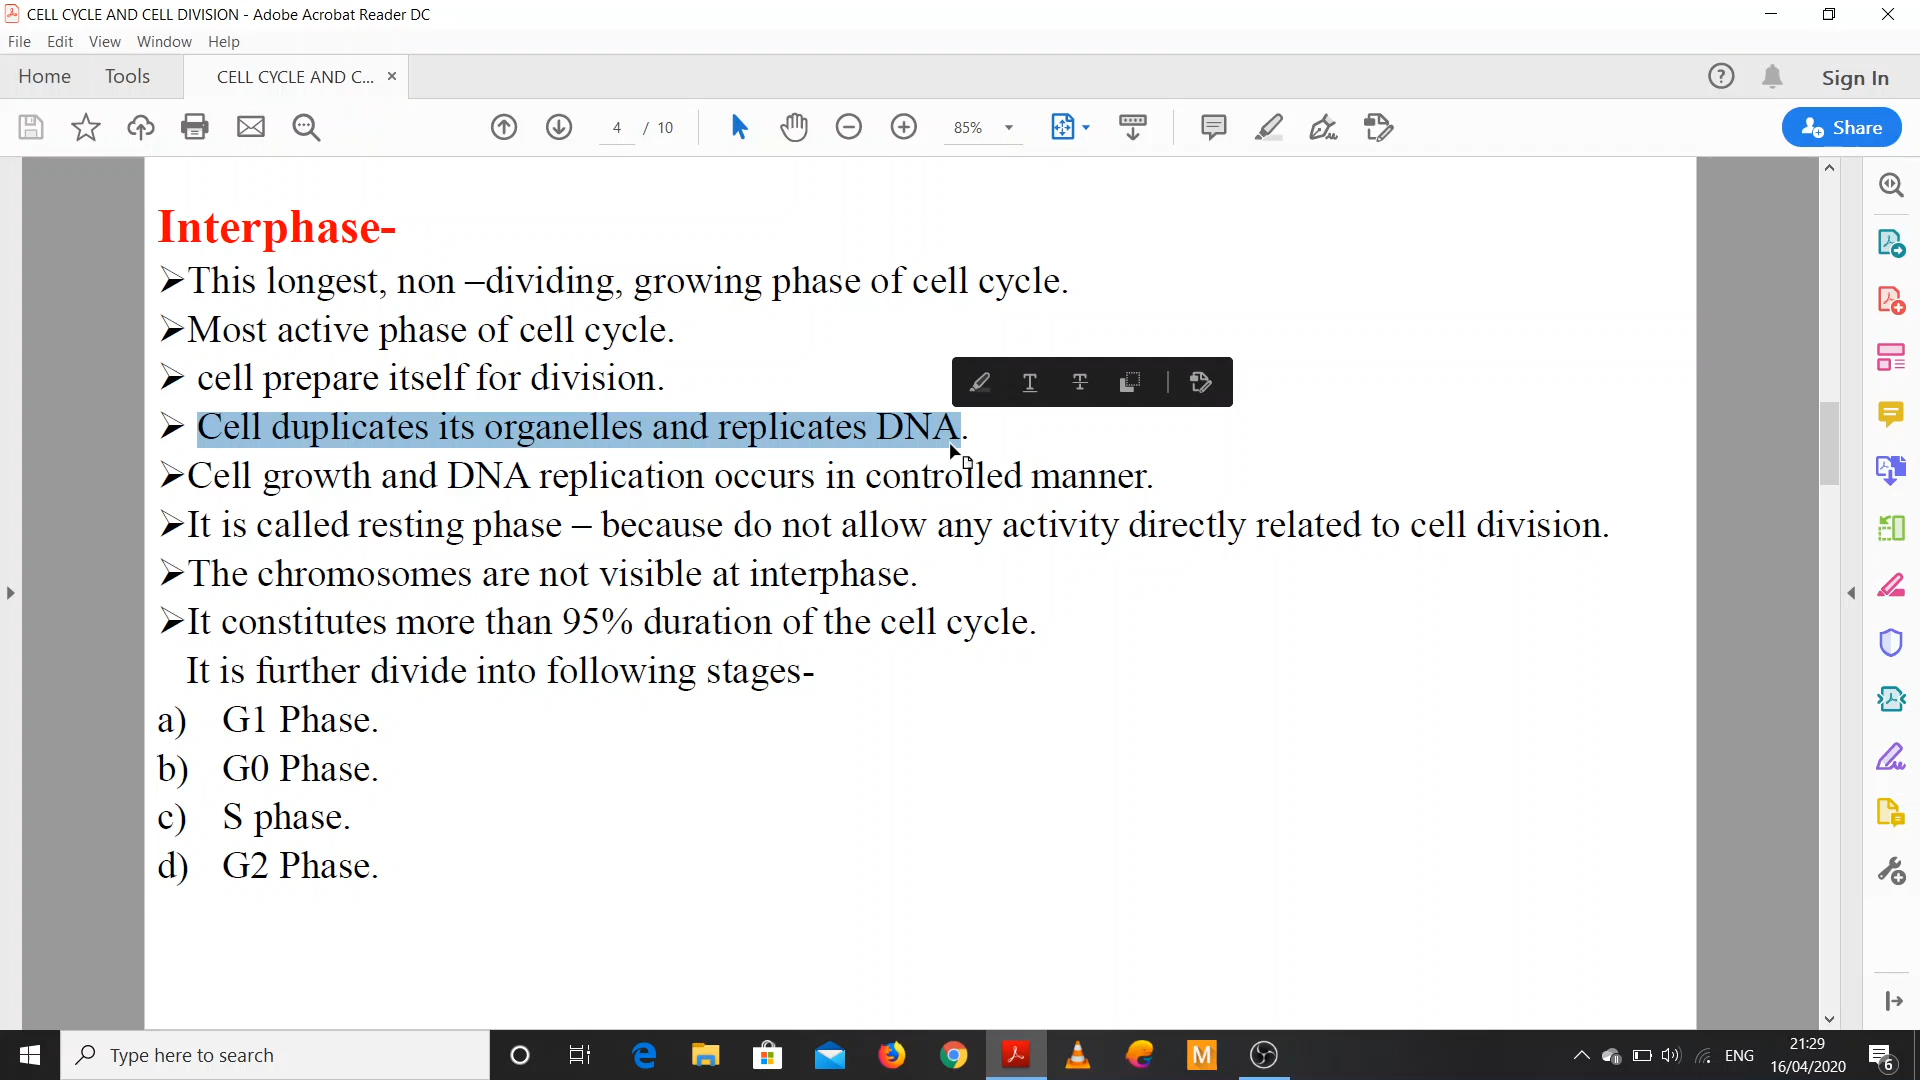 CELL CYCLE AND CELL DIVISION - Adobe Acrobat Reader DC
File Edit View Window Help
Home Tools CELL CYCLE AND C... × Sign In
4 / 10 85% Share
Interphase-
➢This longest, non –dividing, growing phase of cell cycle.
➢Most active phase of cell cycle.
➢ cell prepare itself for division.
➢ Cell duplicates its organelles and replicates DNA.
➢Cell growth and DNA replication occurs in controlled manner.
➢It is called resting phase – because do not allow any activity directly related to cell division.
➢The chromosomes are not visible at interphase.
➢It constitutes more than 95% duration of the cell cycle.
It is further divide into following stages-
a) G1 Phase.
b) G0 Phase.
c) S phase.
d) G2 Phase.
Type here to search
M
ENG
21:29
16/04/2020
6